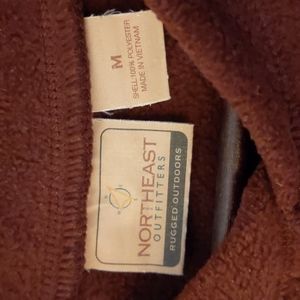 M
SHELL:100% POLYESTER
MADE IN VIETNAM
NORTHEAST
OUTFITTERS
RUGGED OUTDOORS